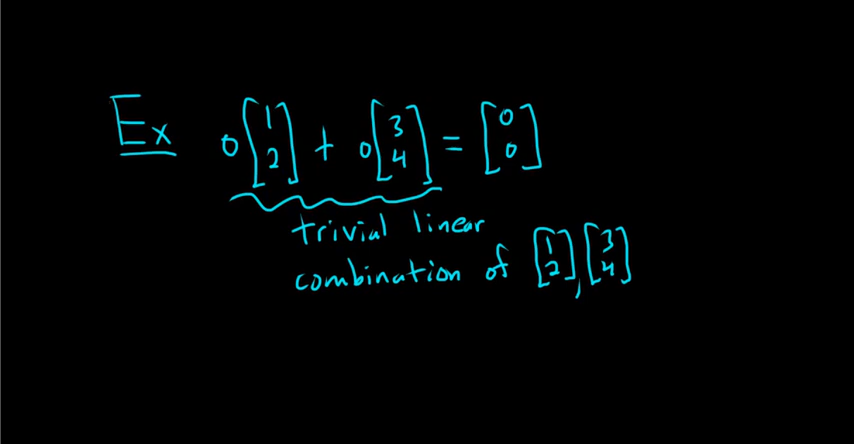 Ex 0[1 2] + 0[3 4] = [0 0]
trivial linear
combination of [1 2], [3 4]